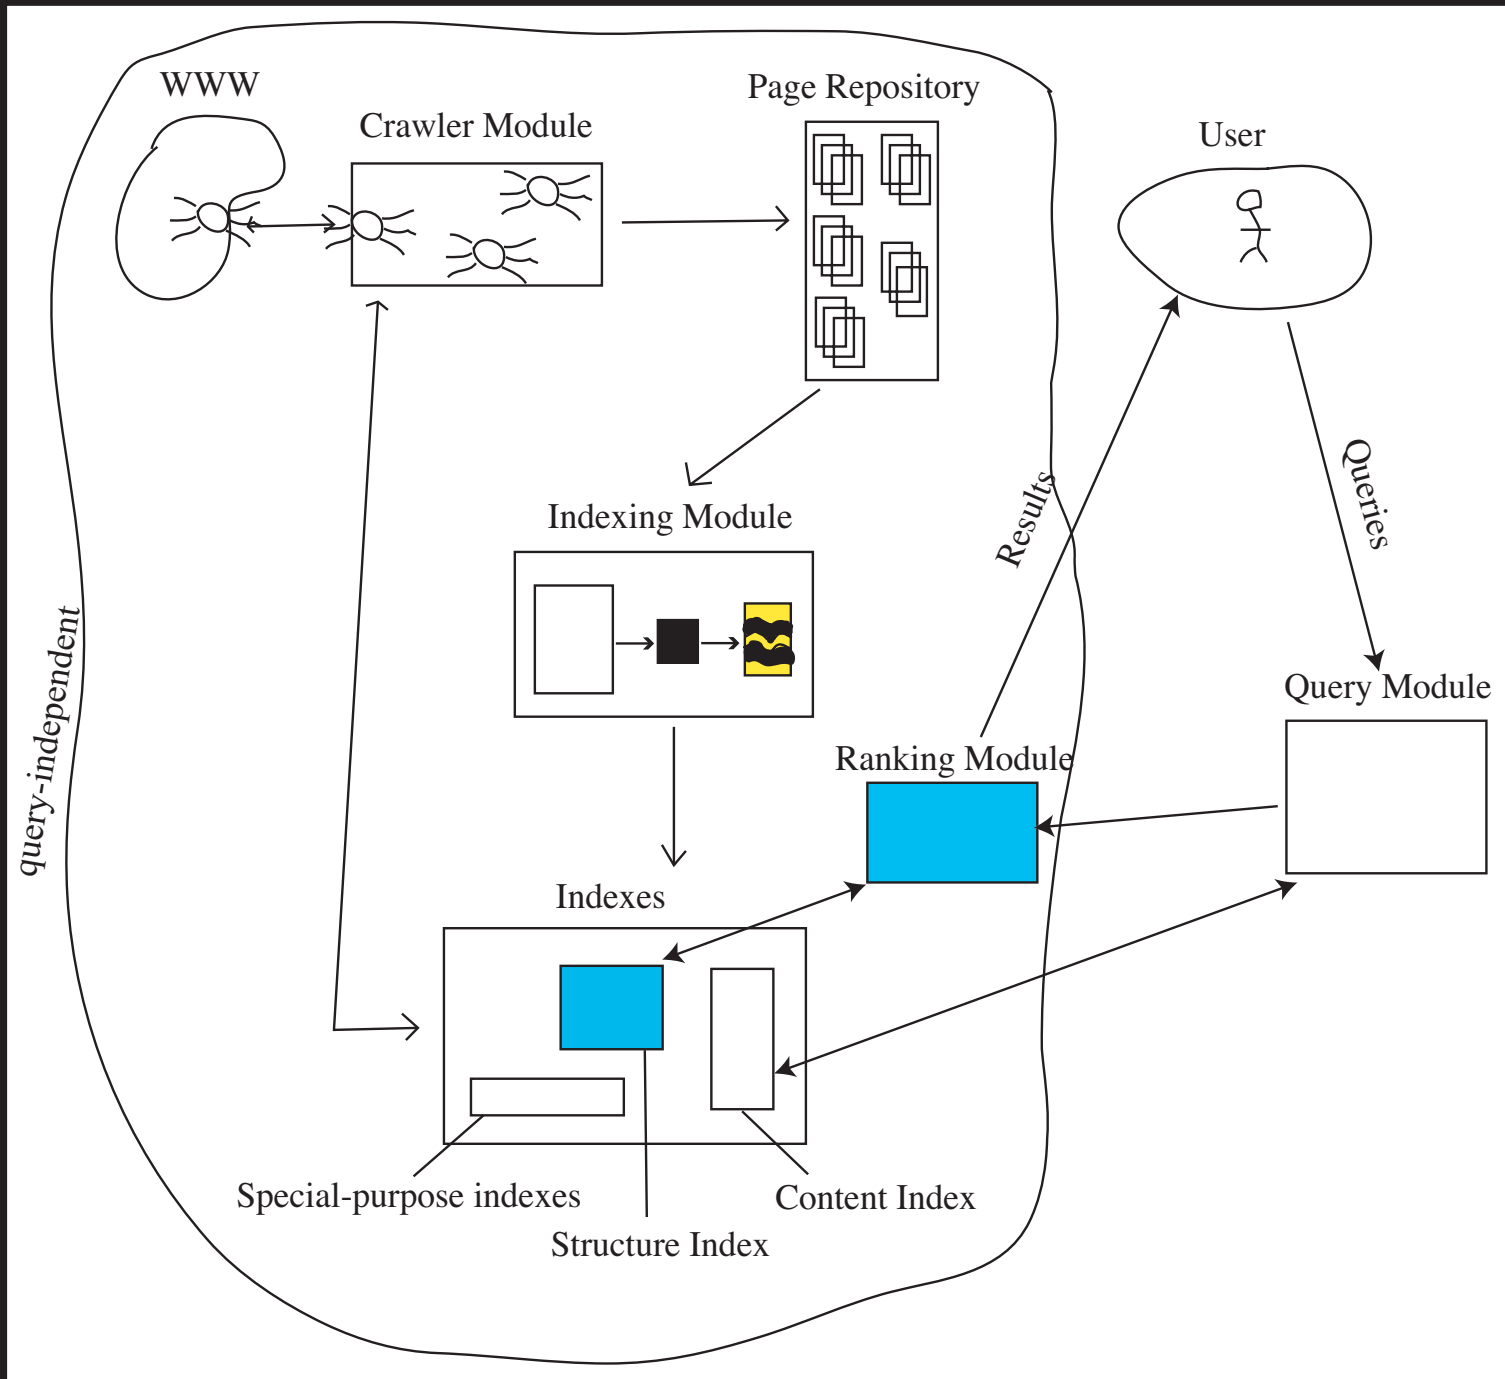 WWW
Crawler Module
Page Repository
User
Queries
Results
Indexing Module
query-independent
Query Module
Ranking Module
Indexes
Special-purpose indexes
Content Index
Structure Index